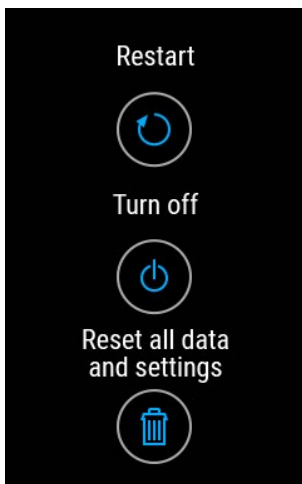 Restart
Turn off
Reset all data
and settings